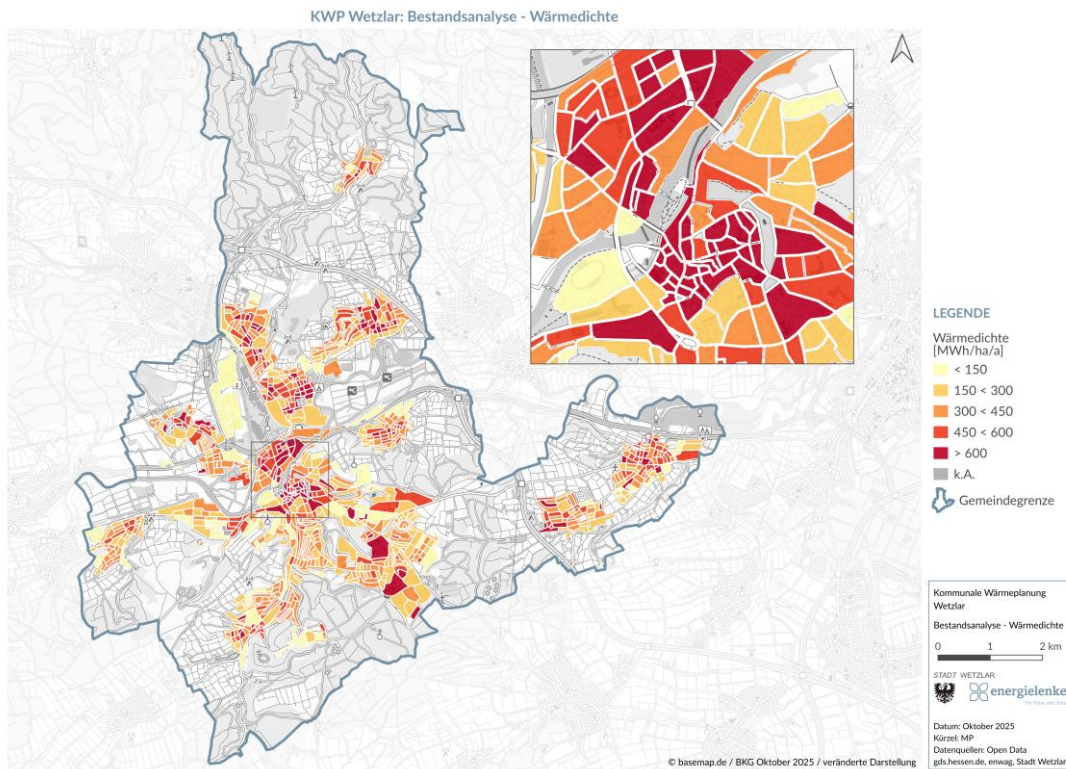 KWP Wetzlar: Bestandsanalyse - Wärmedichte
LEGENDE
Wärmedichte
[MWh/ha/a]
< 150
150 < 300
300 < 450
450 < 600
> 600
k.A.
Gemeindegrenze
Kommunale Wärmeplanung
Wetzlar
Bestandsanalyse - Wärmedichte
0 1 2 km
STADT WETZLAR
energielenker
Datum: Oktober 2025
Kürzel: MP
Datenquellen: Open Data
gds.hessen.de, enwag, Stadt Wetzlar
© basemap.de / BKG Oktober 2025 / veränderte Darstellung